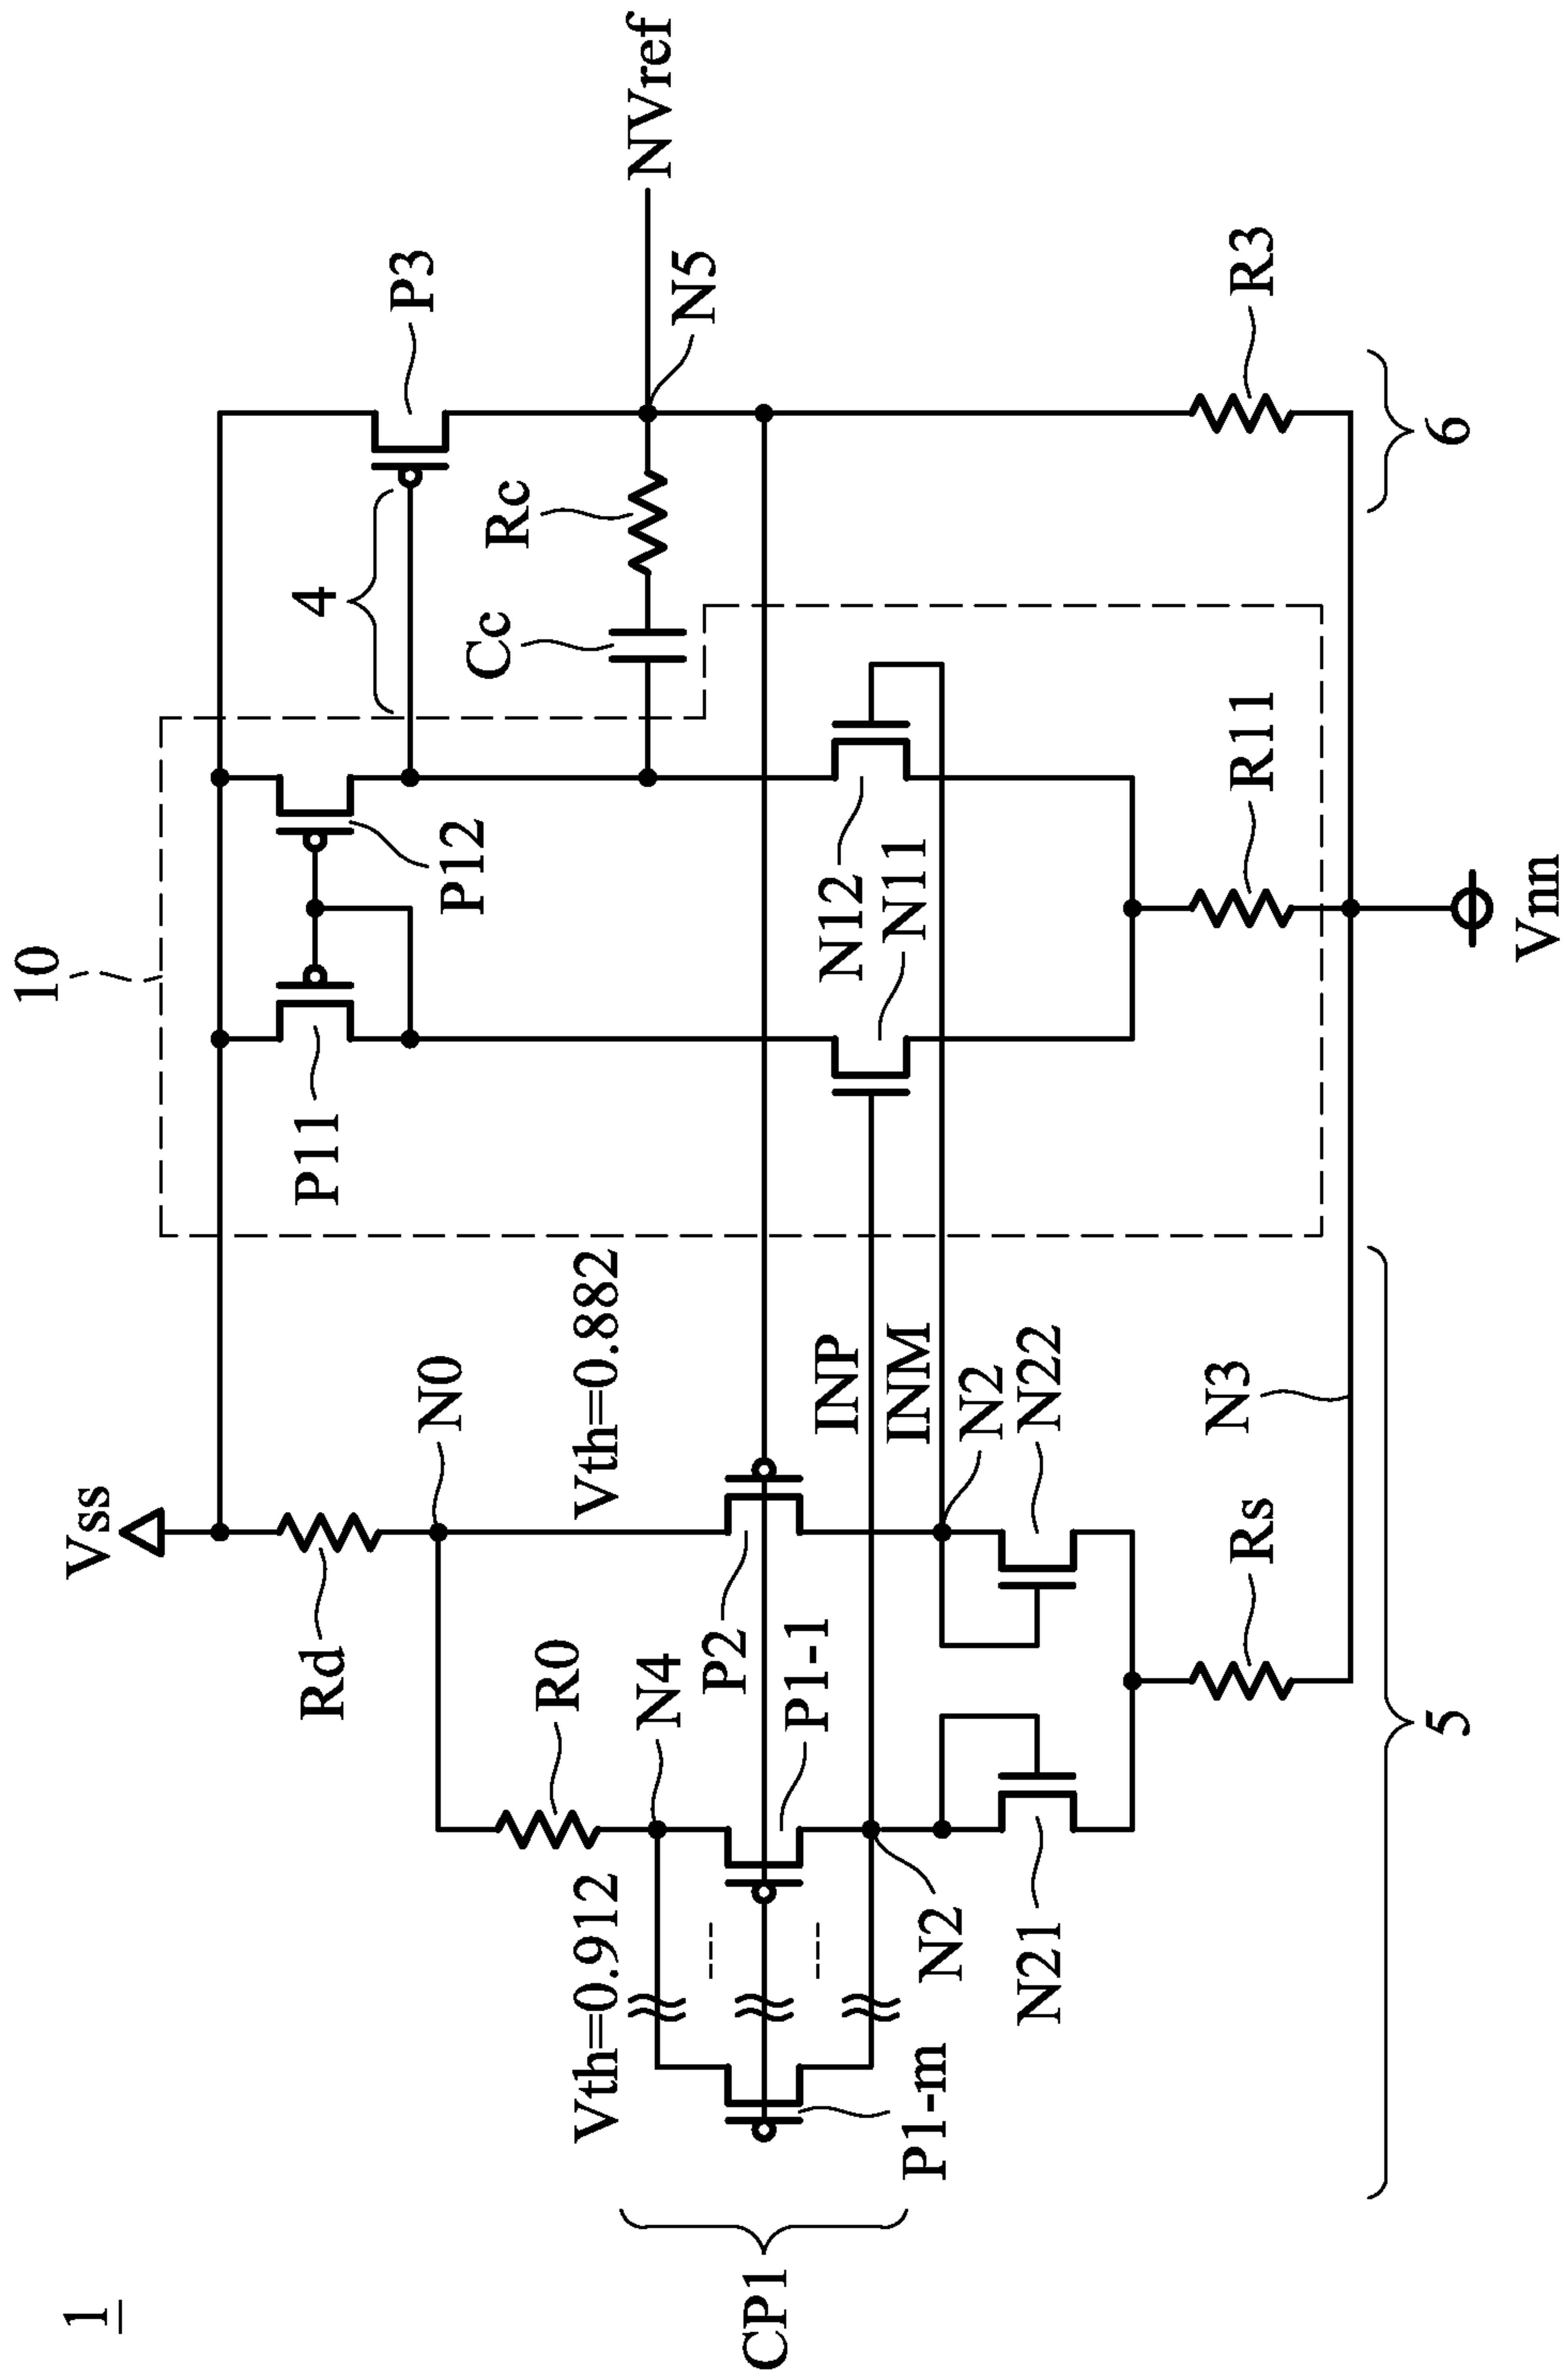 1
Vss
10
Rd
N0
P11
P12
4
P3
R0
N4
Vth=0.912
Vth=0.882
Cc
Rc
NVref
N5
CP1
P2
P1-1
INP
INM
N12
N11
P1-m
N2
N2
N21
N22
Rs
N3
R11
R3
5
6
Vnn